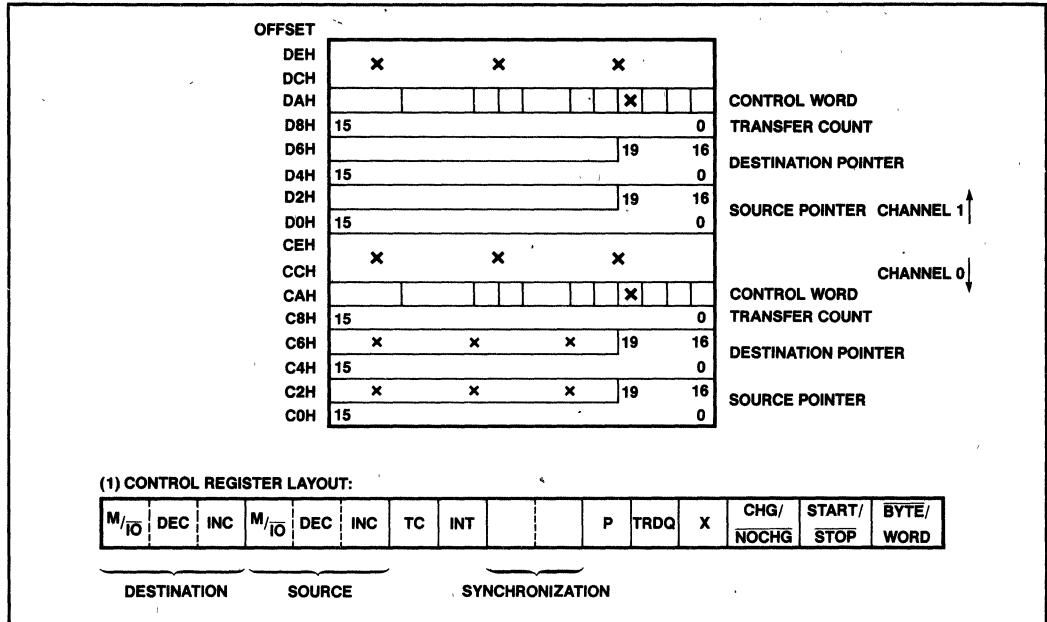 OFFSET
DEH X X X
DCH
DAH X CONTROL WORD
D8H 15 0 TRANSFER COUNT
D6H 19 16 DESTINATION POINTER
D4H 15 0
D2H 19 16 SOURCE POINTER CHANNEL 1
D0H 15 0
CEH X X X
CCH CHANNEL 0
CAH X CONTROL WORD
C8H 15 0 TRANSFER COUNT
C6H X X X 19 16 DESTINATION POINTER
C4H 15 0
C2H X X X 19 16 SOURCE POINTER
C0H 15 0
(1) CONTROL REGISTER LAYOUT:
M/IO DEC INC M/IO DEC INC TC INT P TRDQ X CHG/ START/ BYTE/
NOCHG STOP WORD
DESTINATION SOURCE SYNCHRONIZATION